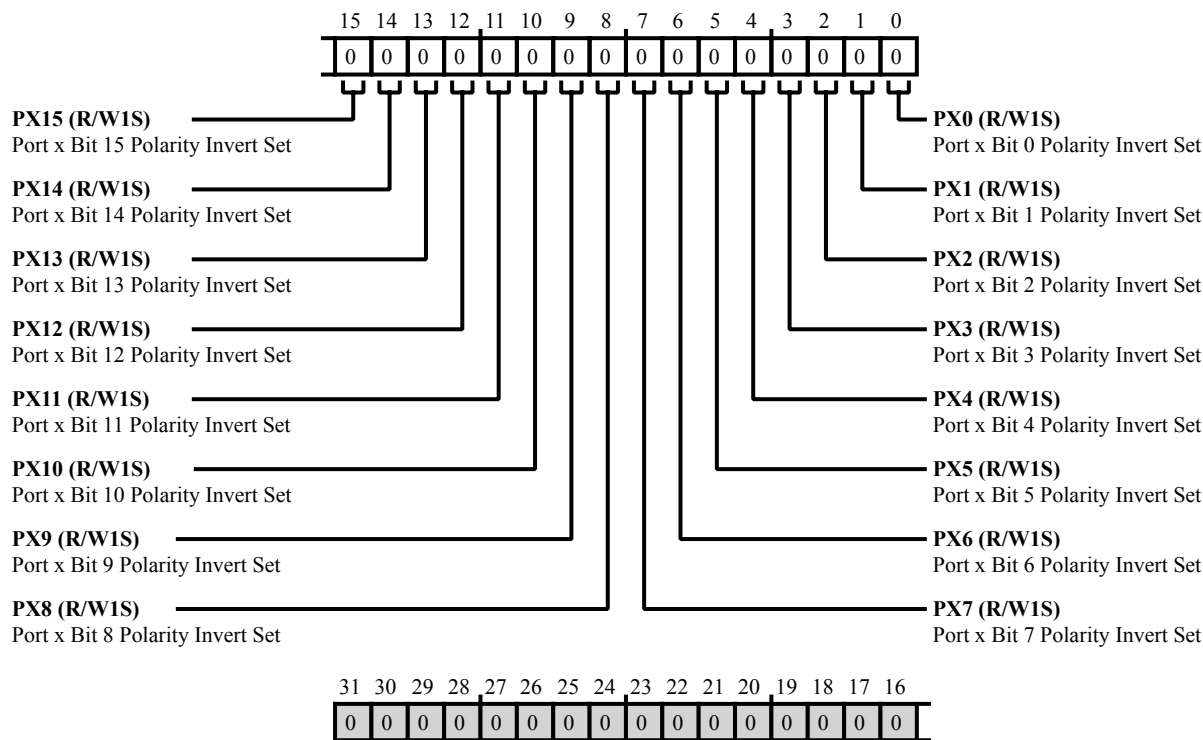 15 14 13 12 11 10 9 8 7 6 5 4 3 2 1 0
0 0 0 0 0 0 0 0 0 0 0 0 0 0 0 0
PX15 (R/W1S)
Port x Bit 15 Polarity Invert Set
PX14 (R/W1S)
Port x Bit 14 Polarity Invert Set
PX13 (R/W1S)
Port x Bit 13 Polarity Invert Set
PX12 (R/W1S)
Port x Bit 12 Polarity Invert Set
PX11 (R/W1S)
Port x Bit 11 Polarity Invert Set
PX10 (R/W1S)
Port x Bit 10 Polarity Invert Set
PX9 (R/W1S)
Port x Bit 9 Polarity Invert Set
PX8 (R/W1S)
Port x Bit 8 Polarity Invert Set
PX0 (R/W1S)
Port x Bit 0 Polarity Invert Set
PX1 (R/W1S)
Port x Bit 1 Polarity Invert Set
PX2 (R/W1S)
Port x Bit 2 Polarity Invert Set
PX3 (R/W1S)
Port x Bit 3 Polarity Invert Set
PX4 (R/W1S)
Port x Bit 4 Polarity Invert Set
PX5 (R/W1S)
Port x Bit 5 Polarity Invert Set
PX6 (R/W1S)
Port x Bit 6 Polarity Invert Set
PX7 (R/W1S)
Port x Bit 7 Polarity Invert Set
31 30 29 28 27 26 25 24 23 22 21 20 19 18 17 16
0 0 0 0 0 0 0 0 0 0 0 0 0 0 0 0